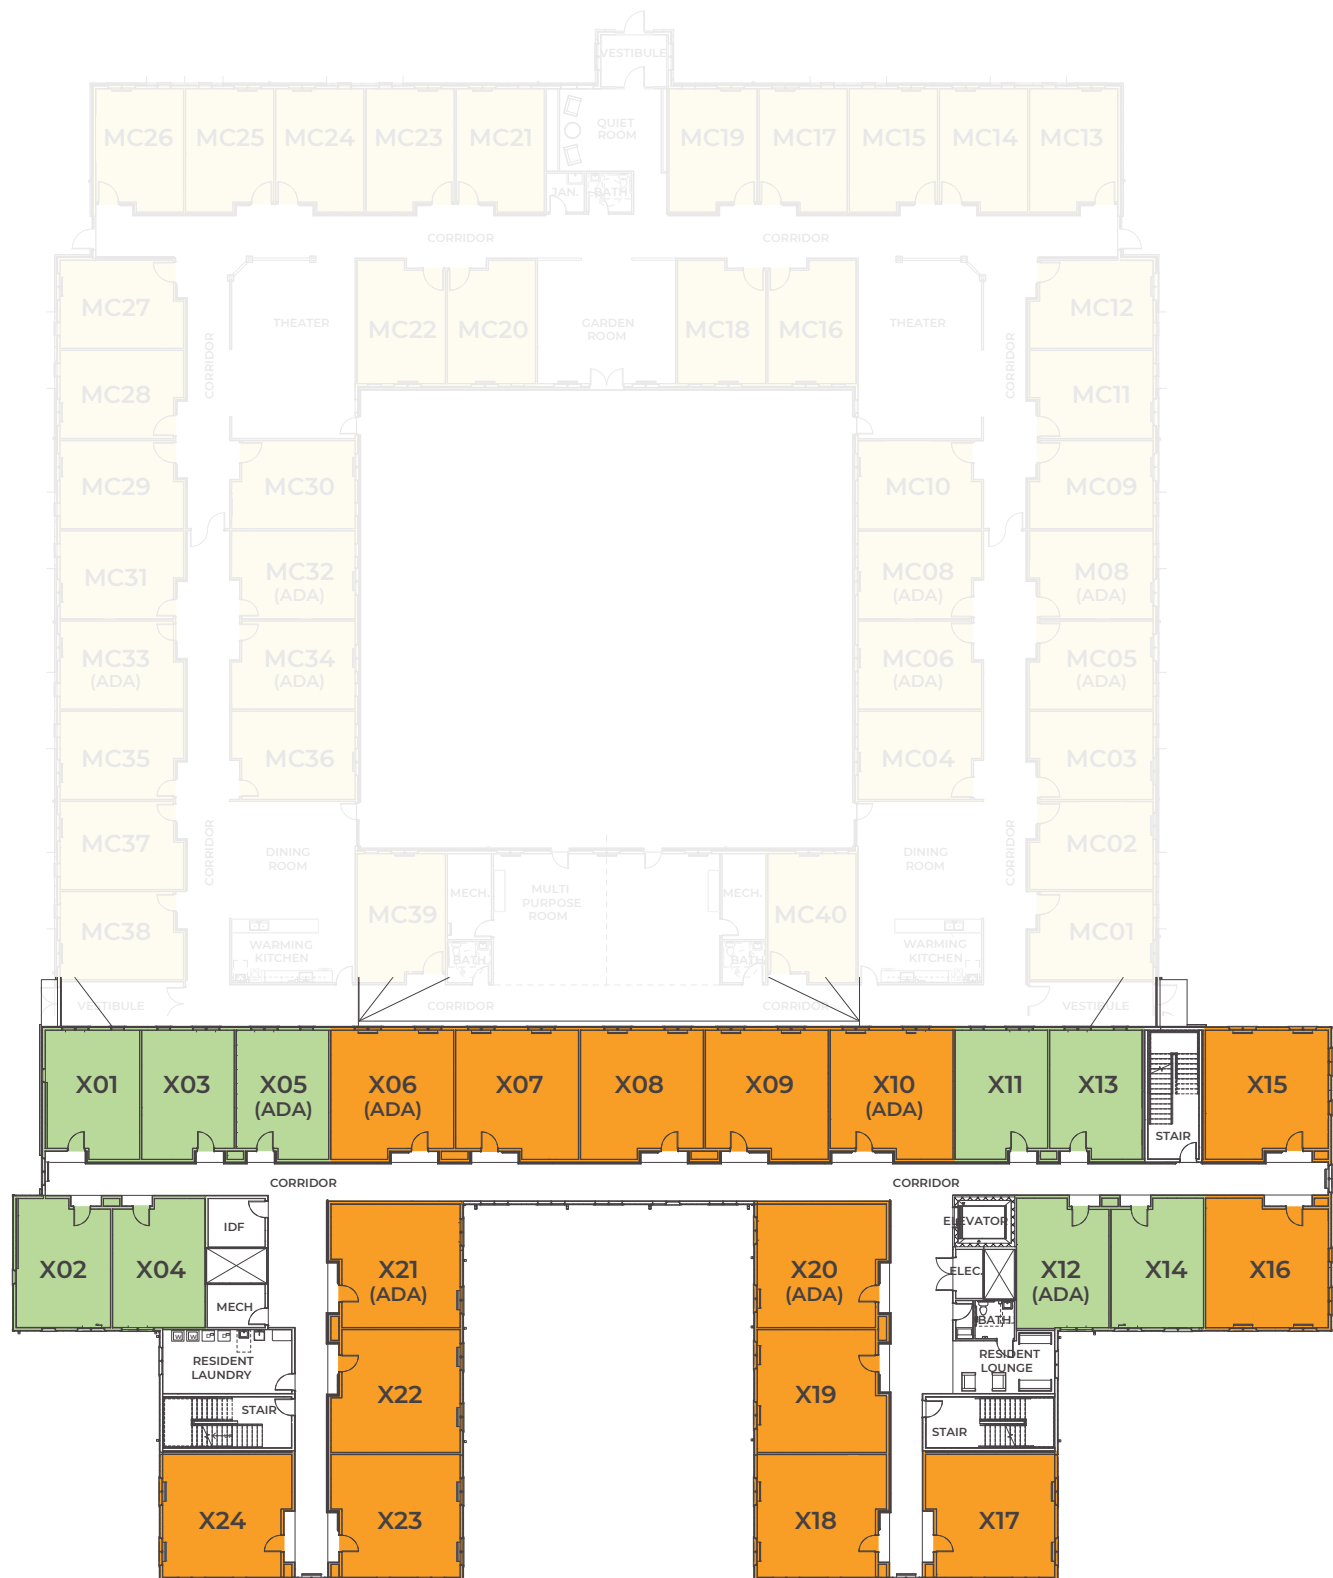 VESTIBULE
MC26
MC25
MC24
MC23
MC21
QUIET
ROOM
MC19
MC17
MC15
MC14
MC13
JAN.
BATH
CORRIDOR
CORRIDOR
MC27
THEATER
MC22
MC20
GARDEN
ROOM
MC18
MC16
THEATER
MC12
CORRIDOR
CORRIDOR
MC28
MC11
MC29
MC30
MC10
MC09
MC31
MC32
(ADA)
MC08
(ADA)
M08
(ADA)
MC33
(ADA)
MC34
(ADA)
MC06
(ADA)
MC05
(ADA)
MC35
MC36
MC04
MC03
MC37
CORRIDOR
DINING
ROOM
DINING
ROOM
CORRIDOR
MC02
MC38
WARMING
KITCHEN
MC39
MECH.
BATH
MULTI
PURPOSE
ROOM
MECH.
BATH
MC40
WARMING
KITCHEN
MC01
VESTIBULE
CORRIDOR
CORRIDOR
VESTIBULE
X01
X03
X05
(ADA)
X06
(ADA)
X07
X08
X09
X10
(ADA)
X11
X13
STAIR
X15
CORRIDOR
CORRIDOR
X02
X04
IDF
MECH
X21
(ADA)
X20
(ADA)
ELEVATOR
ELEC.
BATH.
X12
(ADA)
X14
X16
RESIDENT
LAUNDRY
RESIDENT
LOUNGE
X22
X19
STAIR
STAIR
X24
X23
X18
X17